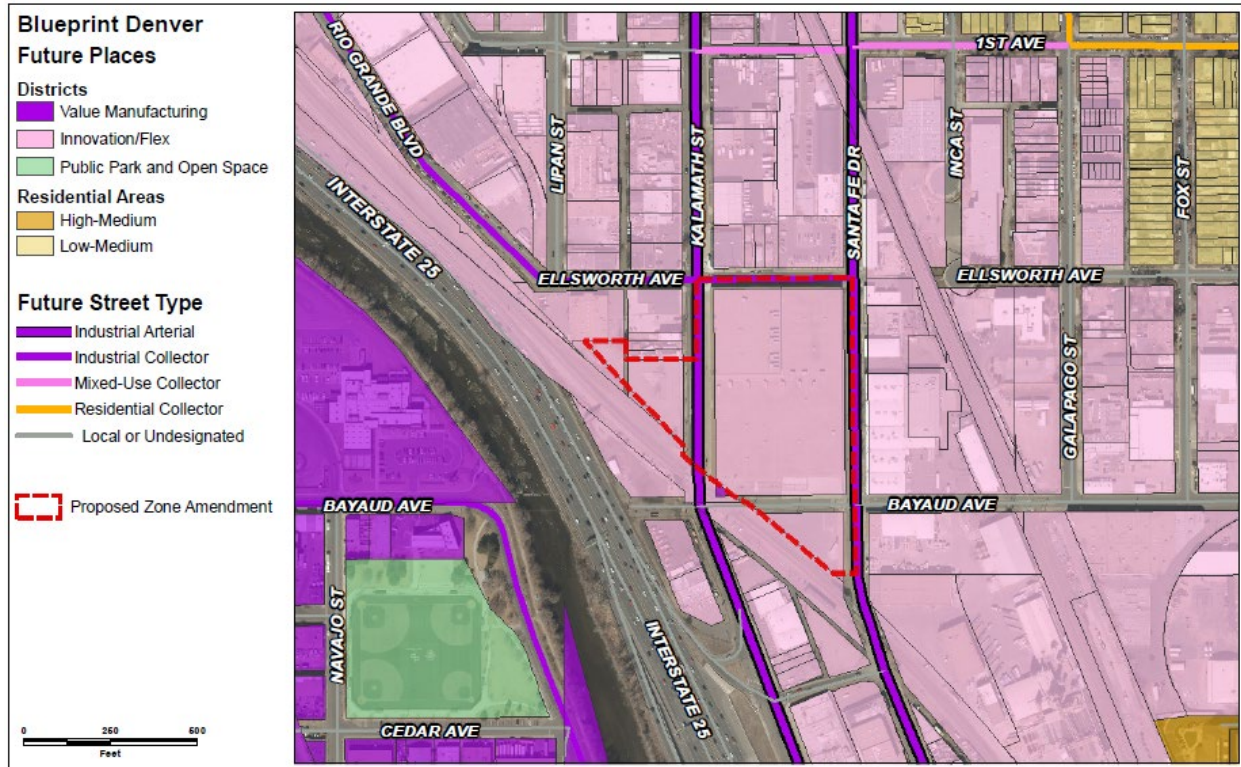 Blueprint Denver
Future Places
Districts
Value Manufacturing
Innovation/Flex
Public Park and Open Space
Residential Areas
High-Medium
Low-Medium
Future Street Type
Industrial Arterial
Industrial Collector
Mixed-Use Collector
Residential Collector
Local or Undesignated
Proposed Zone Amendment
0 250 500
Feet
RIO GRANDE BLVD
1ST AVE
LIPAN ST
KALAMATH ST
SANTA FE DR
INCA ST
FOX ST
INTERSTATE 25
ELLSWORTH AVE
ELLSWORTH AVE
GALAPAGO ST
BAYAUD AVE
BAYAUD AVE
NAVAJO ST
INTERSTATE 25
CEDAR AVE